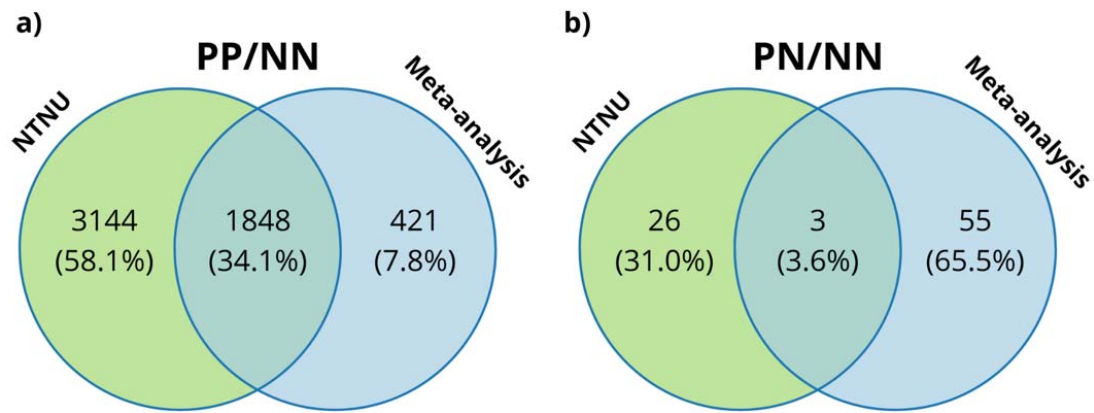 a)
PP/NN
NTNU
Meta-analysis
3144
(58.1%)
1848
(34.1%)
421
(7.8%)
b)
PN/NN
NTNU
Meta-analysis
26
(31.0%)
3
(3.6%)
55
(65.5%)